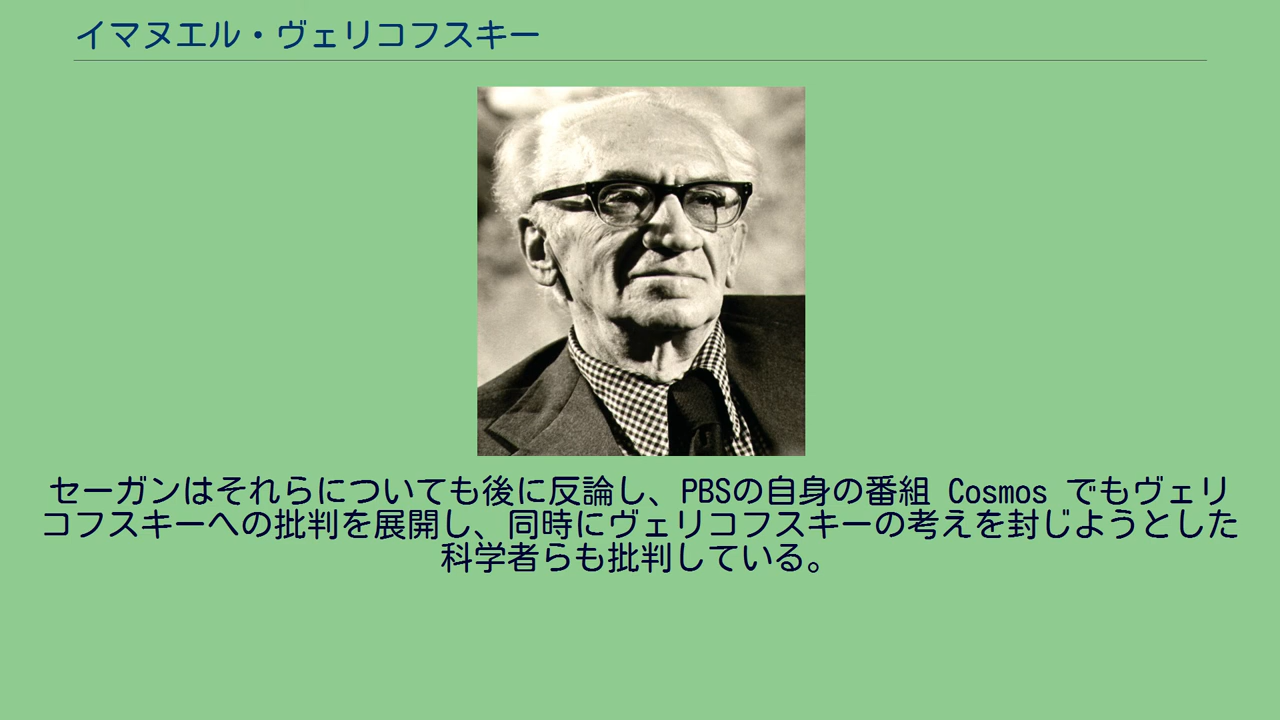 イマヌエル・ヴェリコフスキー
セーガンはそれらについても後に反論し、PBSの自身の番組 Cosmos でもヴェリ
コフスキーへの批判を展開し、同時にヴェリコフスキーの考えを封じようとした
科学者らも批判している。